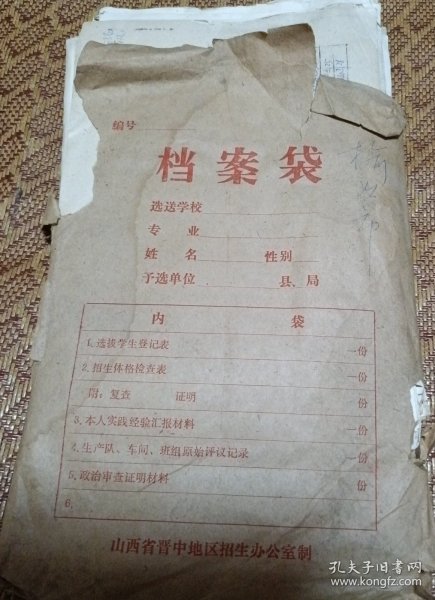 编号
档案袋
选送学校
专业
姓名 性别
予选单位 县、局
内 袋
1.选拔学生登记表 一份
2.招生体格检查表 一份
附：复查 证明 份
3.本人实践经验汇报材料 一份
4.生产队、车间、班组原始评议记录 一份
5.政治审查证明材料 份
6.
山西省晋中地区招生办公室制
孔夫子旧书网
www.kongfz.com